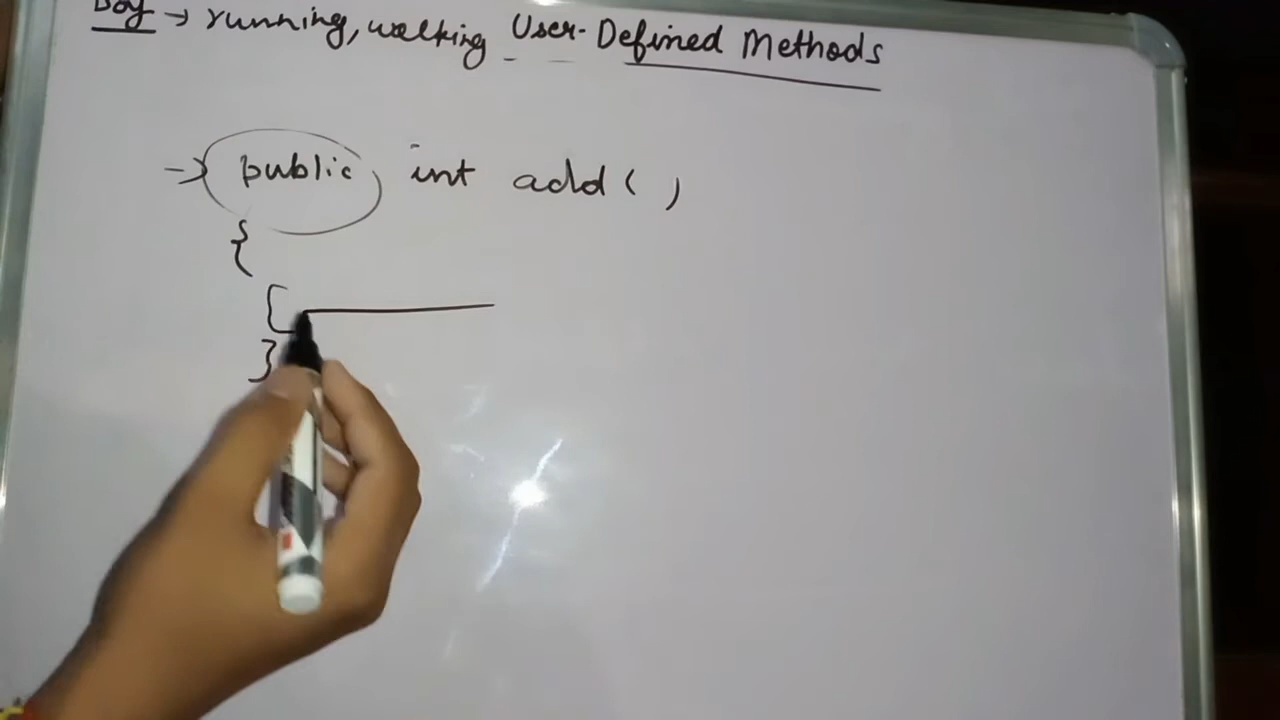 Boy → running, walking User-Defined Methods
→ public int add ( )
{
[
}